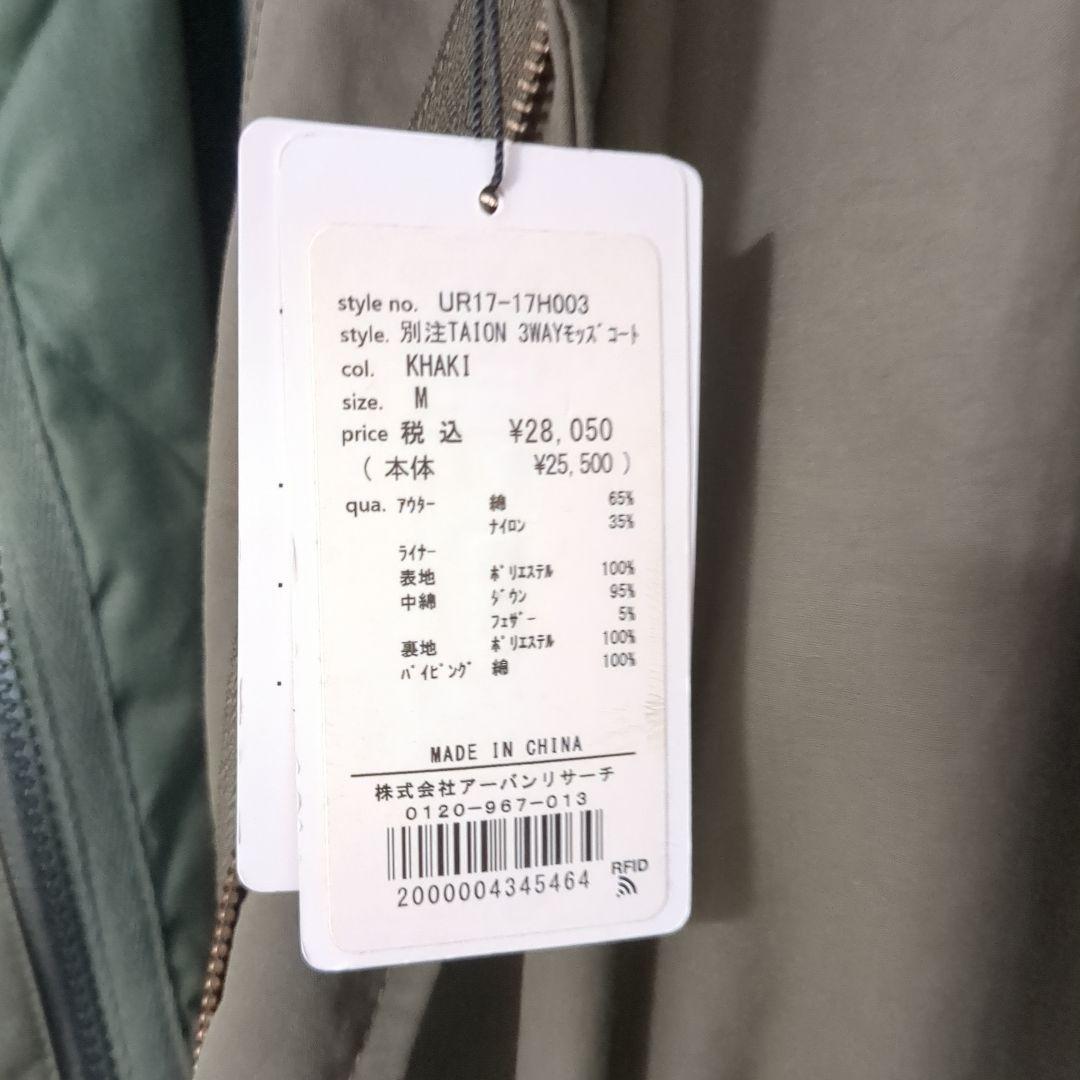 style no. UR17-17H003
style. 別注TAION 3WAYモッズコート
col. KHAKI
size. M
price 税 込 ¥28,050
( 本体 ¥25,500 )
qua. アウター 綿 65%
ナイロン 35%
ライナー
表地 ポリエステル 100%
中綿 ダウン 95%
フェザー 5%
裏地 ポリエステル 100%
パイピング 綿 100%
MADE IN CHINA
株式会社アーバンリサーチ
0120-967-013
2000004345464
RFID